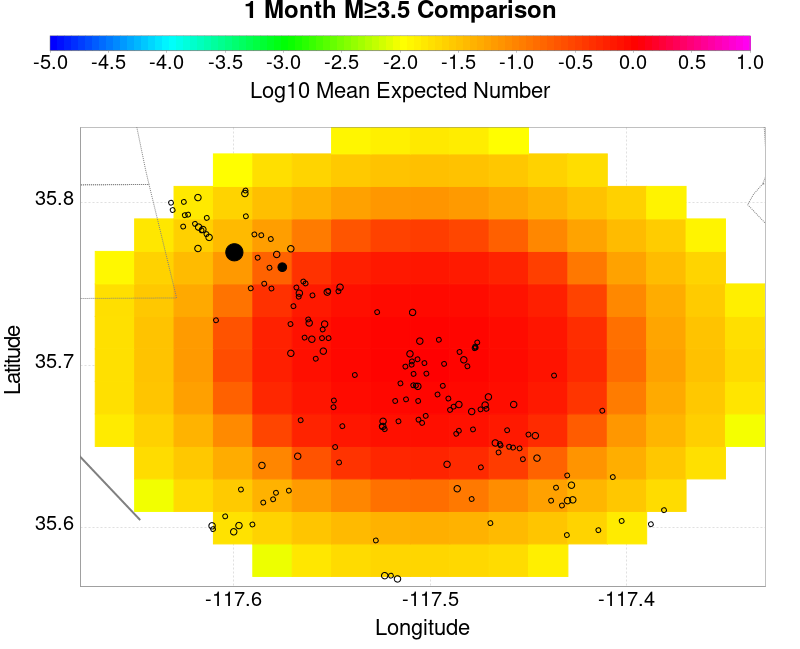 1 Month M≥3.5 Comparison
-5.0 -4.5 -4.0 -3.5 -3.0 -2.5 -2.0 -1.5 -1.0 -0.5 0.0 0.5 1.0
Log10 Mean Expected Number
35.8
35.7
35.6
Latitude
-117.6 -117.5 -117.4
Longitude